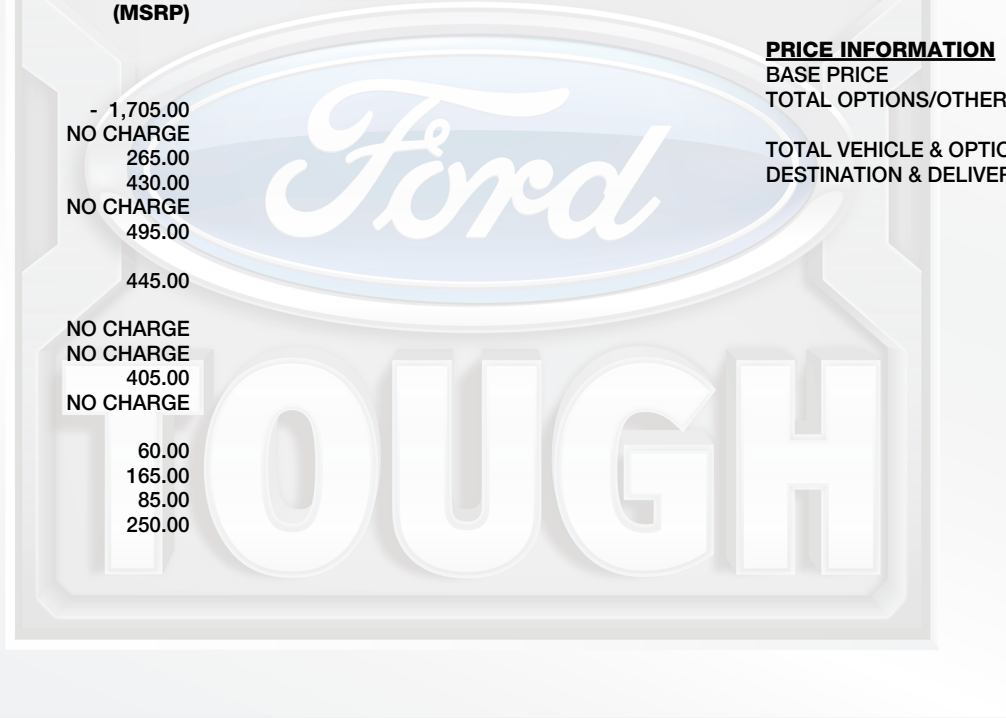 (MSRP)
- 1,705.00
NO CHARGE
265.00
430.00
NO CHARGE
495.00
445.00
NO CHARGE
NO CHARGE
405.00
NO CHARGE
60.00
165.00
85.00
250.00
PRICE INFORMATION
BASE PRICE
TOTAL OPTIONS/OTHER
TOTAL VEHICLE & OPTIO
DESTINATION & DELIVER
Ford
TOUGH